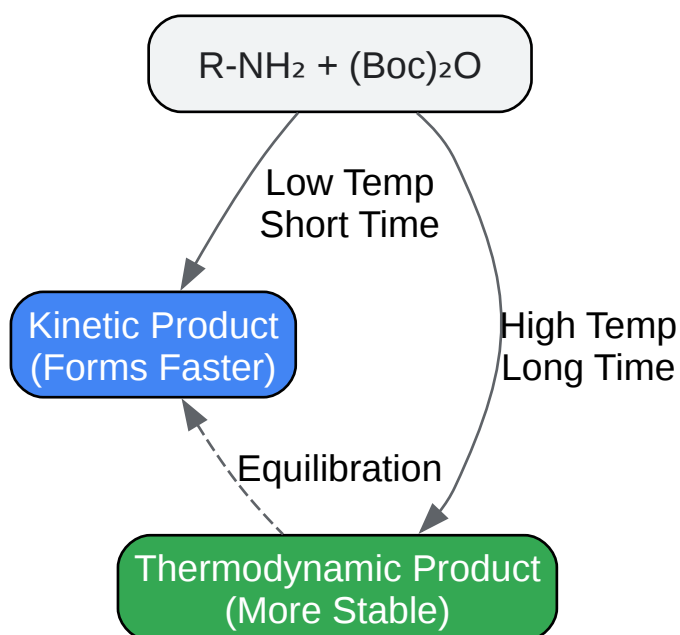 R-NH₂ + (Boc)₂O
Low Temp
Short Time
Kinetic Product
(Forms Faster)
High Temp
Long Time
Equilibration
Thermodynamic Product
(More Stable)